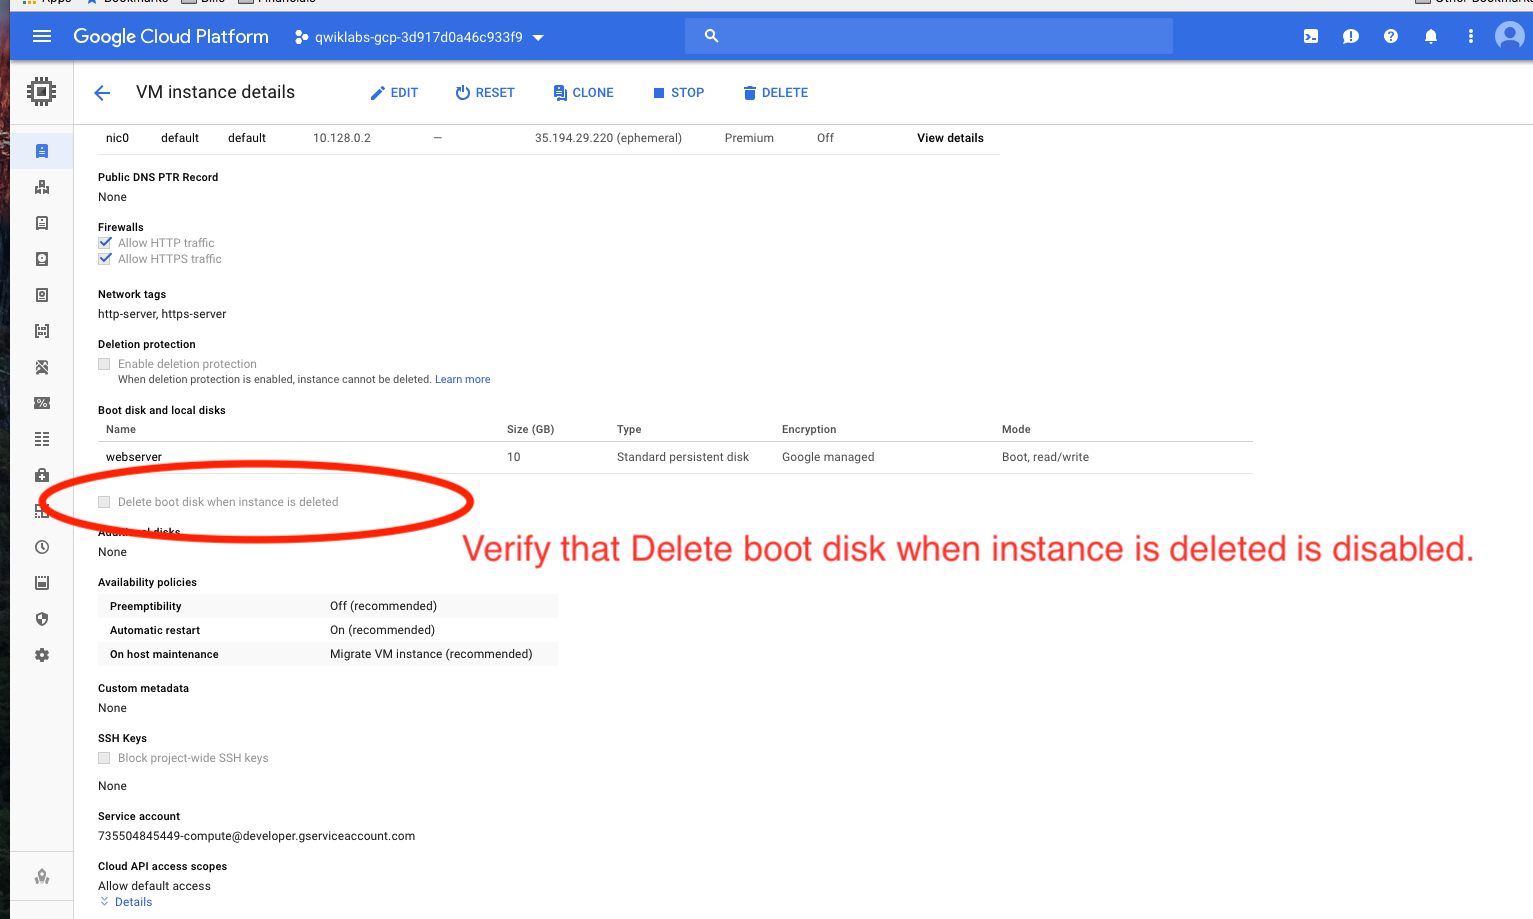 Apps Bookmarks Bills Financials Other Bookmarks
Google Cloud Platform qwiklabs-gcp-3d917d0a46c933f9
VM instance details EDIT RESET CLONE STOP DELETE
nic0 default default 10.128.0.2 — 35.194.29.220 (ephemeral) Premium Off View details
Public DNS PTR Record
None
Firewalls
Allow HTTP traffic
Allow HTTPS traffic
Network tags
http-server, https-server
Deletion protection
Enable deletion protection
When deletion protection is enabled, instance cannot be deleted. Learn more
Boot disk and local disks
Name Size (GB) Type Encryption Mode
webserver 10 Standard persistent disk Google managed Boot, read/write
Delete boot disk when instance is deleted
Additional disks
None
Verify that Delete boot disk when instance is deleted is disabled.
Availability policies
Preemptibility Off (recommended)
Automatic restart On (recommended)
On host maintenance Migrate VM instance (recommended)
Custom metadata
None
SSH Keys
Block project-wide SSH keys
None
Service account
735504845449-compute@developer.gserviceaccount.com
Cloud API access scopes
Allow default access
Details